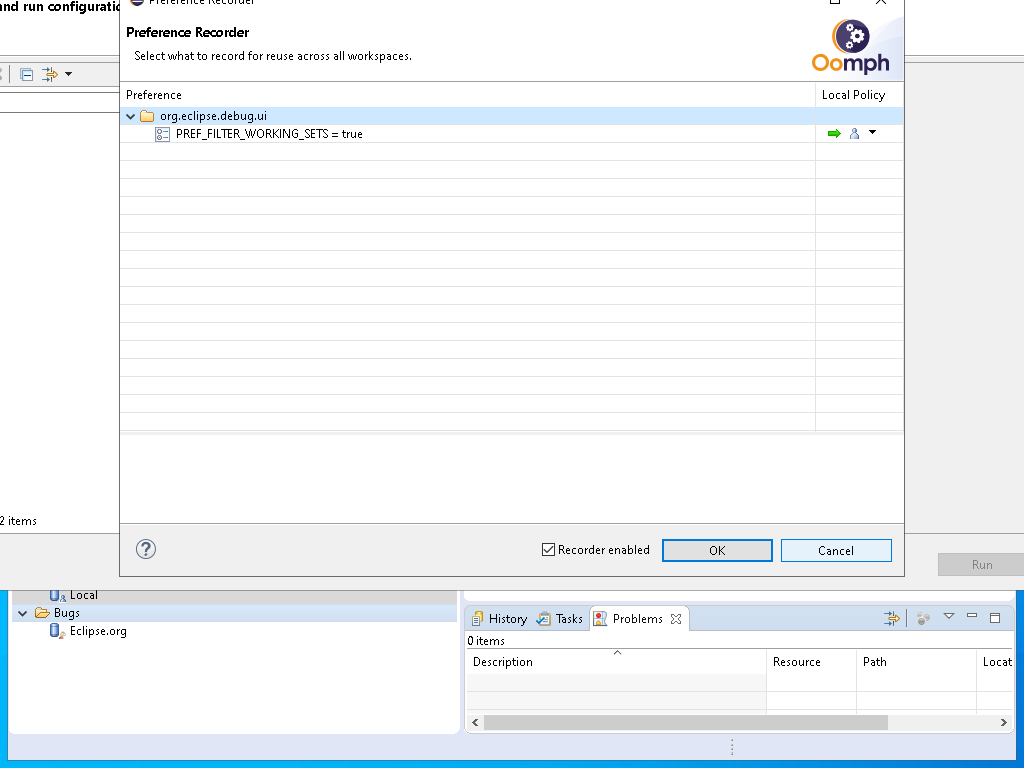 and run configuratio
Preference Recorder
Preference Recorder
Select what to record for reuse across all workspaces.
Oomph
Preference
Local Policy
org.eclipse.debug.ui
PREF_FILTER_WORKING_SETS = true
2 items
Recorder enabled
OK
Cancel
Run
Local
Bugs
Eclipse.org
History
Tasks
Problems
0 items
Description
Resource
Path
Locat